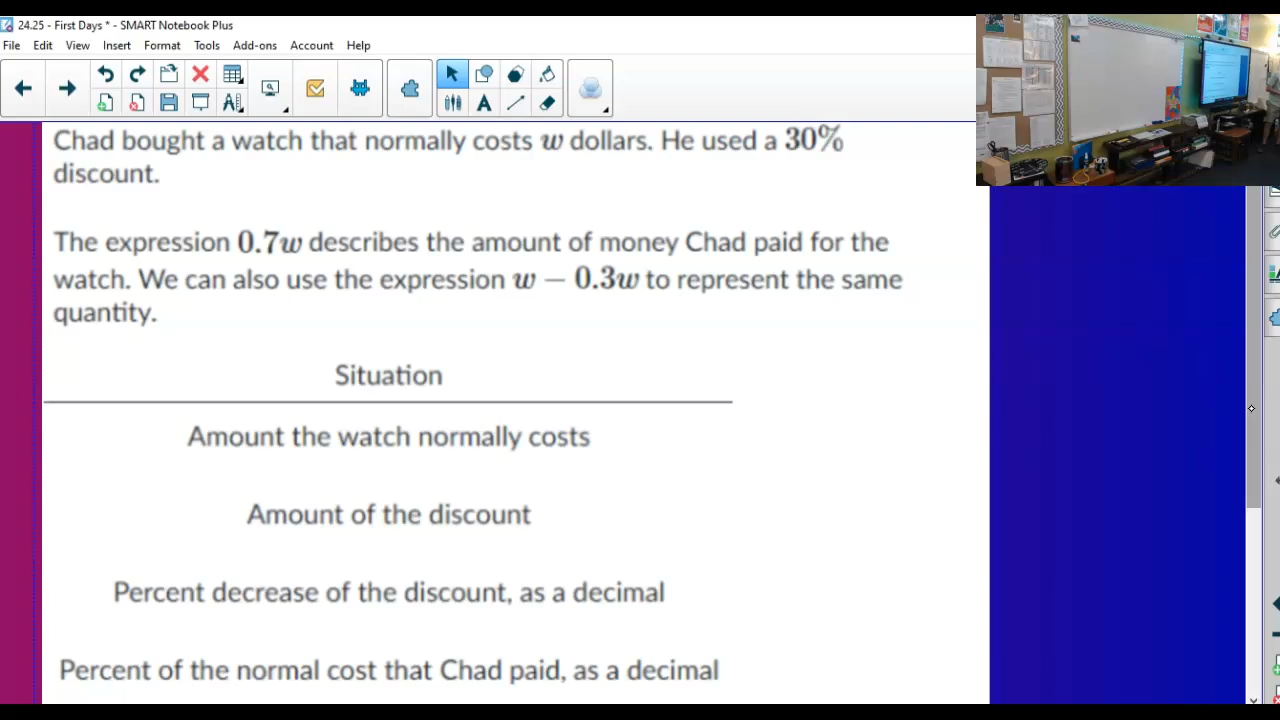 24.25 - First Days * - SMART Notebook Plus
File Edit View Insert Format Tools Add-ons Account Help
Chad bought a watch that normally costs w dollars. He used a 30%
discount.
The expression 0.7w describes the amount of money Chad paid for the
watch. We can also use the expression w − 0.3w to represent the same
quantity.
Situation
Amount the watch normally costs
Amount of the discount
Percent decrease of the discount, as a decimal
Percent of the normal cost that Chad paid, as a decimal